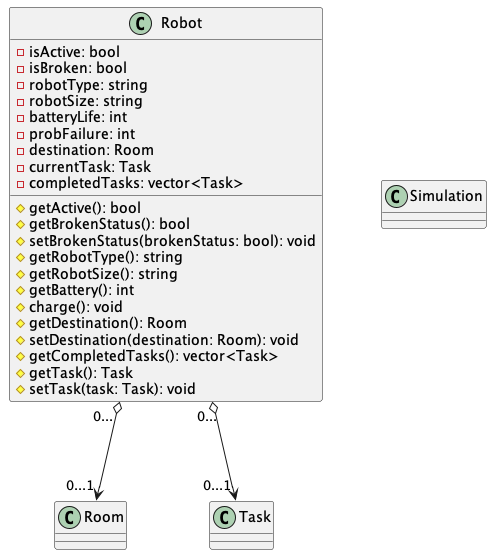 C Robot
isActive: bool
isBroken: bool
robotType: string
robotSize: string
batteryLife: int
probFailure: int
destination: Room
currentTask: Task
completedTasks: vector<Task>
getActive(): bool
getBrokenStatus(): bool
setBrokenStatus(brokenStatus: bool): void
getRobotType(): string
getRobotSize(): string
getBattery(): int
charge(): void
getDestination(): Room
setDestination(destination: Room): void
getCompletedTasks(): vector<Task>
getTask(): Task
setTask(task: Task): void
C Simulation
0... 0...
0...1 0...1
C Room
C Task